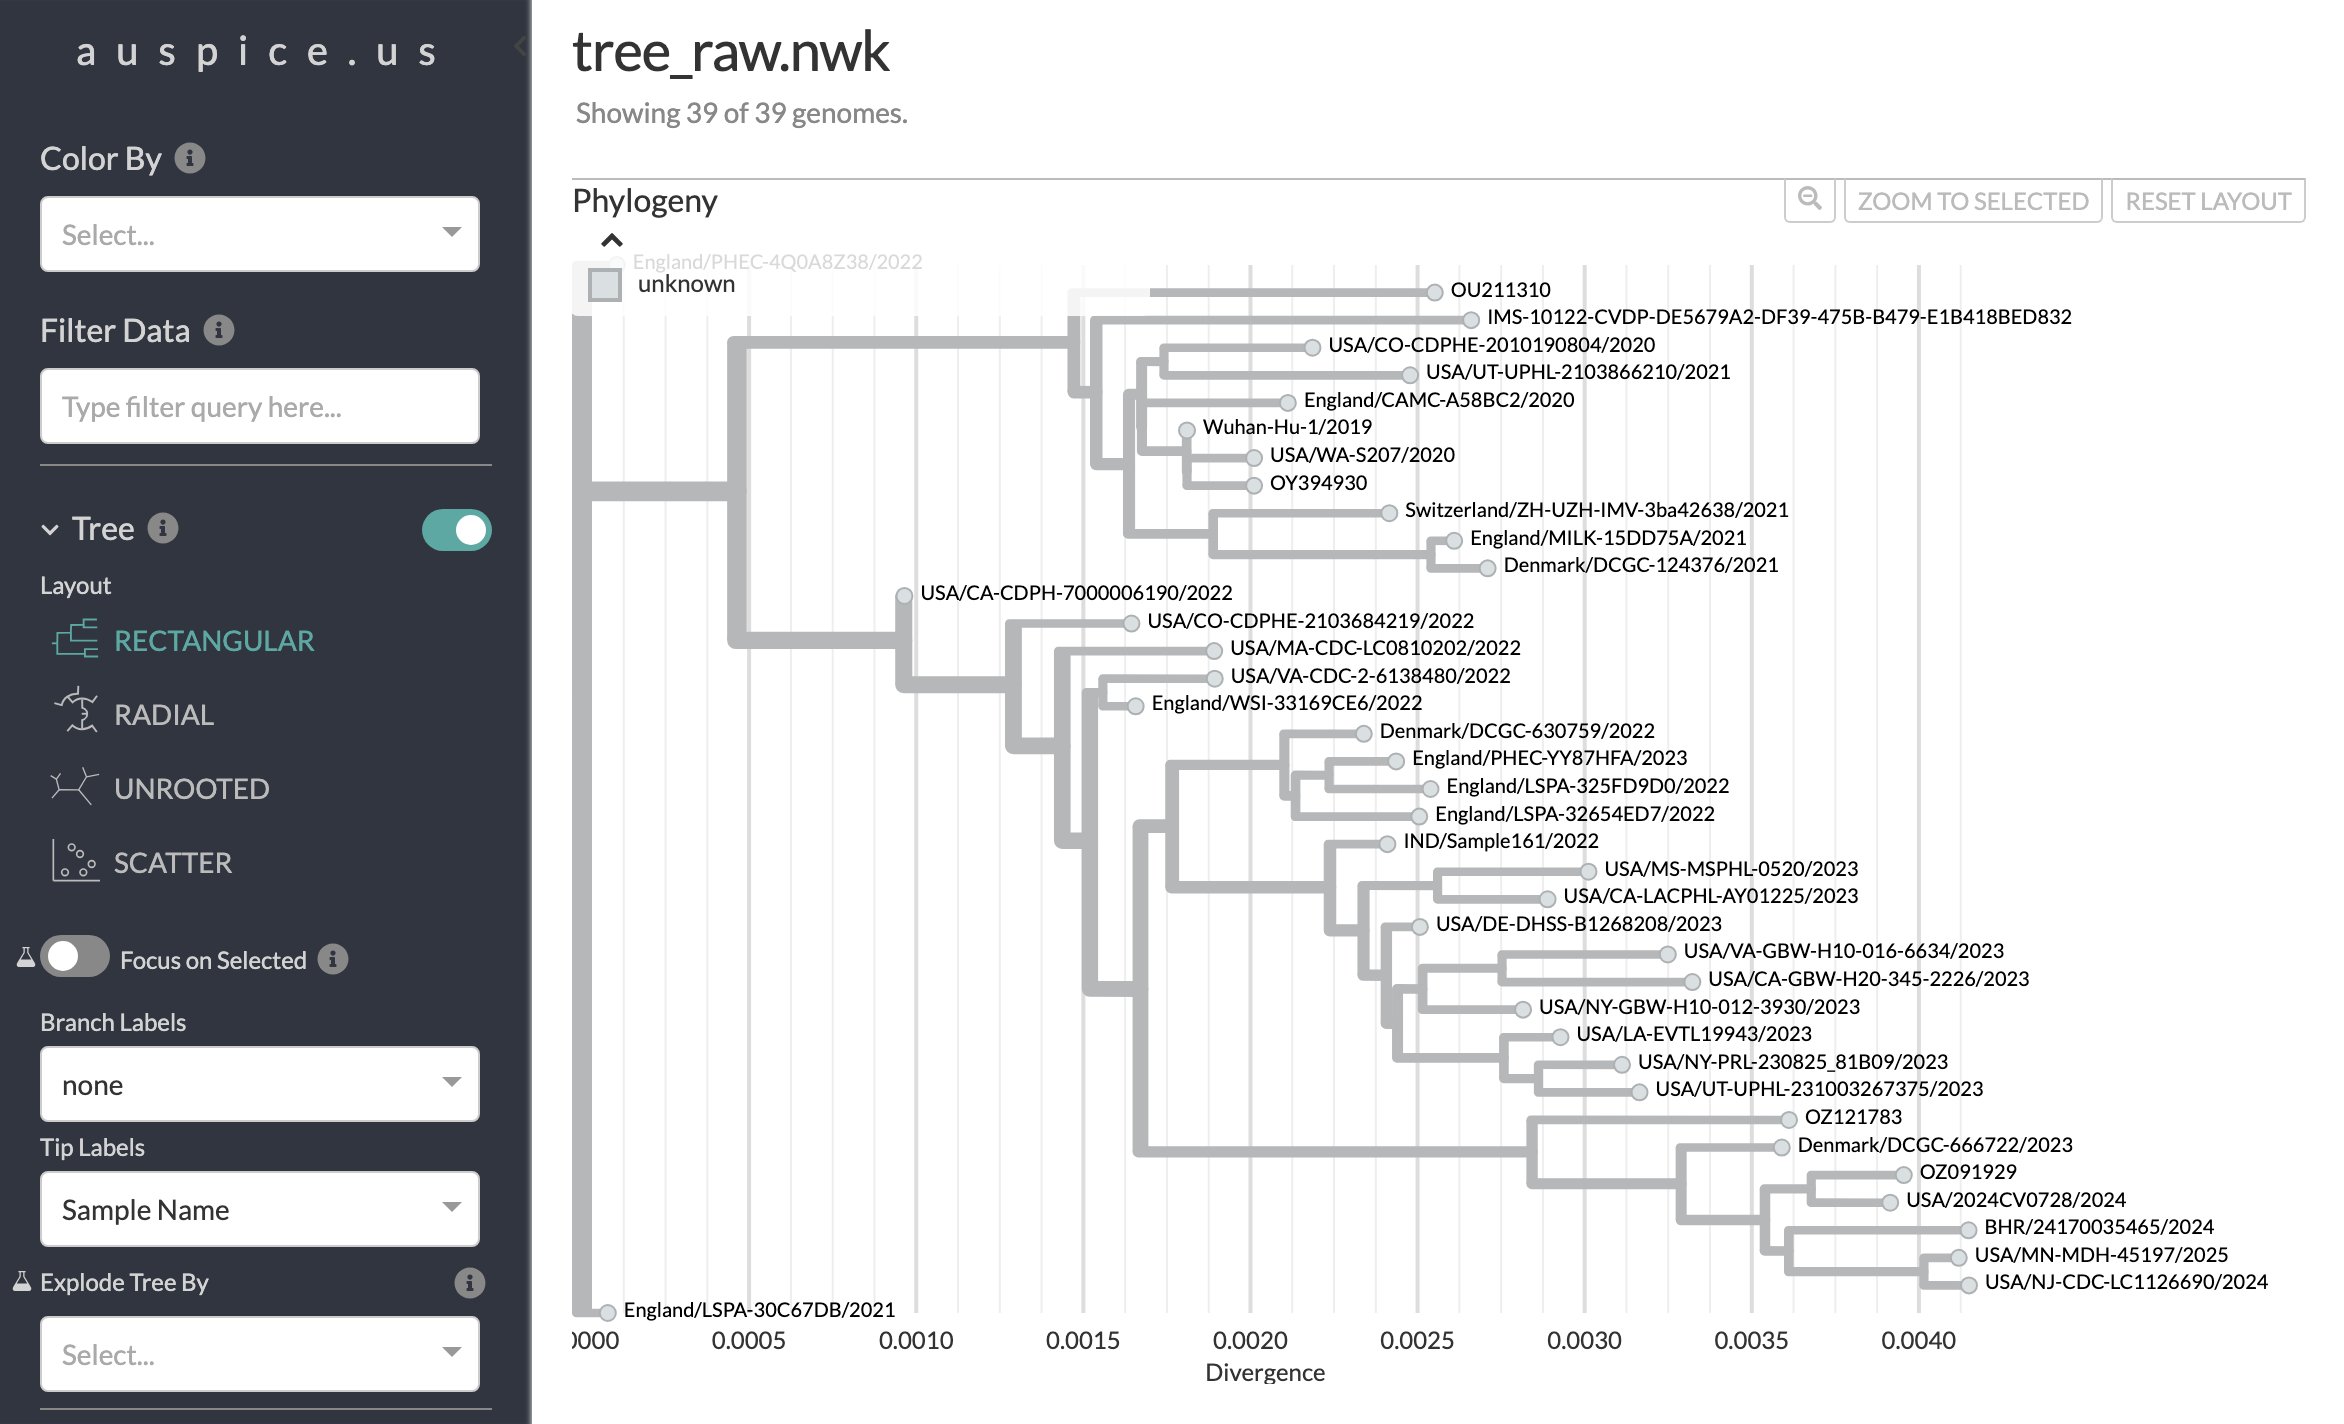 auspice.us
Color By
Select...
Filter Data
Type filter query here...
Tree
Layout
RECTANGULAR
RADIAL
UNROOTED
SCATTER
Focus on Selected
Branch Labels
none
Tip Labels
Sample Name
Explode Tree By
Select...
tree_raw.nwk
Showing 39 of 39 genomes.
Phylogeny
ZOOM TO SELECTED
RESET LAYOUT
England/PHEC-4Q0A8Z38/2022
unknown
OU211310
IMS-10122-CVDP-DE5679A2-DF39-475B-B479-E1B418BED832
USA/CO-CDPHE-2010190804/2020
USA/UT-UPHL-2103866210/2021
England/CAMC-A58BC2/2020
Wuhan-Hu-1/2019
USA/WA-S207/2020
OY394930
Switzerland/ZH-UZH-IMV-3ba42638/2021
England/MILK-15DD75A/2021
Denmark/DCGC-124376/2021
USA/CA-CDPH-7000006190/2022
USA/CO-CDPHE-2103684219/2022
USA/MA-CDC-LC0810202/2022
USA/VA-CDC-2-6138480/2022
England/WSI-33169CE6/2022
Denmark/DCGC-630759/2022
England/PHEC-YY87HFA/2023
England/LSPA-325FD9D0/2022
England/LSPA-32654ED7/2022
IND/Sample161/2022
USA/MS-MSPHL-0520/2023
USA/CA-LACPHL-AY01225/2023
USA/DE-DHSS-B1268208/2023
USA/VA-GBW-H10-016-6634/2023
USA/CA-GBW-H20-345-2226/2023
USA/NY-GBW-H10-012-3930/2023
USA/LA-EVTL19943/2023
USA/NY-PRL-230825_81B09/2023
USA/UT-UPHL-231003267375/2023
OZ121783
Denmark/DCGC-666722/2023
OZ091929
USA/2024CV0728/2024
BHR/24170035465/2024
USA/MN-MDH-45197/2025
USA/NJ-CDC-LC1126690/2024
England/LSPA-30C67DB/2021
0000 0.0005 0.0010 0.0015 0.0020 0.0025 0.0030 0.0035 0.0040
Divergence